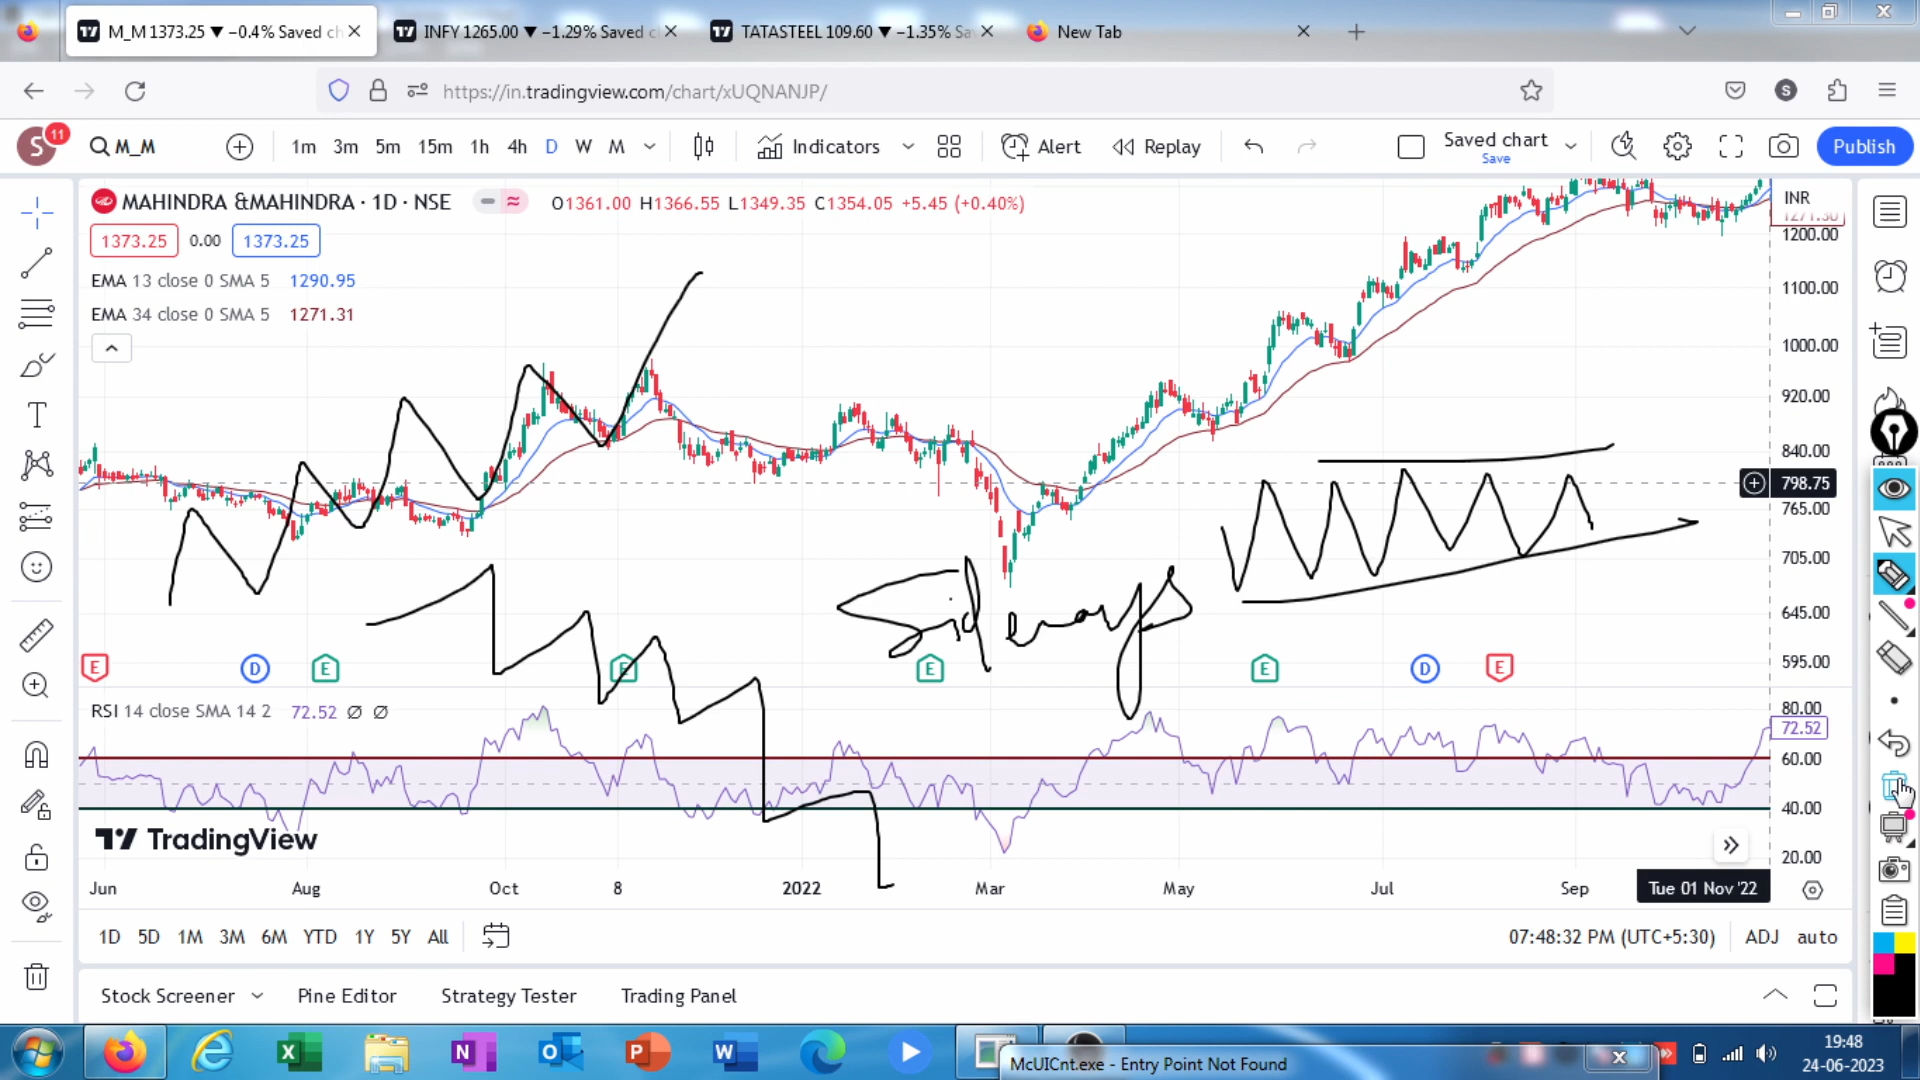 M_M 1373.25 ▼ −0.4% Saved ch
INFY 1265.00 ▼ −1.29% Saved c
TATASTEEL 109.60 ▼ −1.35% Sa
New Tab
https://in.tradingview.com/chart/xUQNANJP/
S
S 11 M_M 1m 3m 5m 15m 1h 4h D W M Indicators Alert Replay Saved chart Save Publish
MAHINDRA &MAHINDRA · 1D · NSE O1361.00 H1366.55 L1349.35 C1354.05 +5.45 (+0.40%)
INR
1271.30
1373.25 0.00 1373.25
1200.00
EMA 13 close 0 SMA 5 1290.95
1100.00
EMA 34 close 0 SMA 5 1271.31
1000.00
920.00
840.00
798.75
765.00
705.00
Sideways
645.00
595.00
E D E E E E D E
RSI 14 close SMA 14 2 72.52 ∅ ∅
80.00
72.52
60.00
40.00
TradingView
20.00
Jun Aug Oct 8 2022 Mar May Jul Sep Tue 01 Nov '22
1D 5D 1M 3M 6M YTD 1Y 5Y All
07:48:32 PM (UTC+5:30) ADJ auto
Stock Screener Pine Editor Strategy Tester Trading Panel
McUICnt.exe - Entry Point Not Found
19:48
24-06-2023